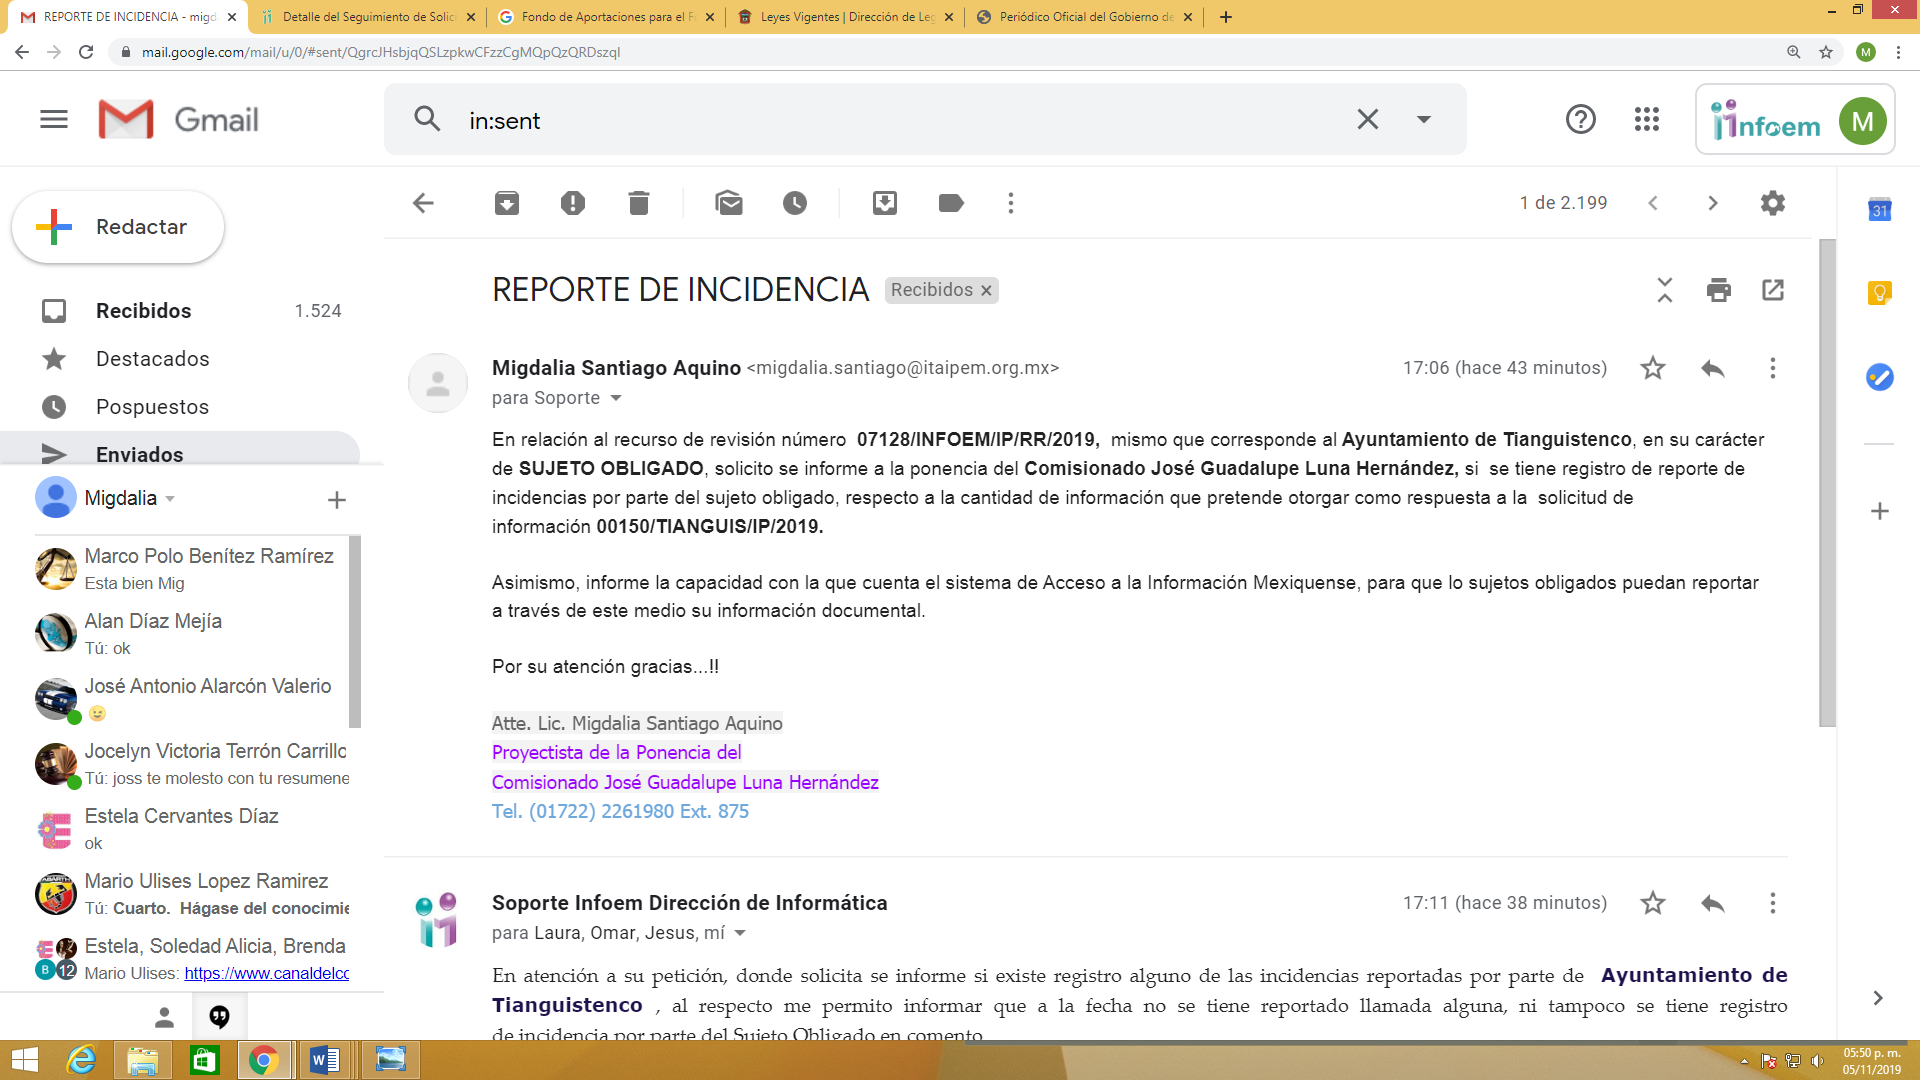 REPORTE DE INCIDENCIA - migd
Detalle del Seguimiento de Solici
Fondo de Aportaciones para el F
Leyes Vigentes | Dirección de Leg
Periódico Oficial del Gobierno de
mail.google.com/mail/u/0/#sent/QgrcJHsbjqQSLzpkwCFzzCgMQpQzQRDszql
M
Gmail
in:sent
infoem
M
Redactar
1 de 2.199
31
Recibidos 1.524
Destacados
Pospuestos
Enviados
Migdalia
Marco Polo Benítez Ramírez
Esta bien Mig
Alan Díaz Mejía
Tú: ok
José Antonio Alarcón Valerio
Jocelyn Victoria Terrón Carrillo
Tú: joss te molesto con tu resumene
Estela Cervantes Díaz
ok
Mario Ulises Lopez Ramirez
Tú: Cuarto. Hágase del conocimie
Estela, Soledad Alicia, Brenda
B 12
Mario Ulises: https://www.canaldelcc
REPORTE DE INCIDENCIA Recibidos
Migdalia Santiago Aquino <migdalia.santiago@itaipem.org.mx> 17:06 (hace 43 minutos)
para Soporte
En relación al recurso de revisión número 07128/INFOEM/IP/RR/2019, mismo que corresponde al Ayuntamiento de Tianguistenco, en su carácter
de SUJETO OBLIGADO, solicito se informe a la ponencia del Comisionado José Guadalupe Luna Hernández, si se tiene registro de reporte de
incidencias por parte del sujeto obligado, respecto a la cantidad de información que pretende otorgar como respuesta a la solicitud de
información 00150/TIANGUIS/IP/2019.
Asimismo, informe la capacidad con la que cuenta el sistema de Acceso a la Información Mexiquense, para que lo sujetos obligados puedan reportar
a través de este medio su información documental.
Por su atención gracias...!!
Atte. Lic. Migdalia Santiago Aquino
Proyectista de la Ponencia del
Comisionado José Guadalupe Luna Hernández
Tel. (01722) 2261980 Ext. 875
Soporte Infoem Dirección de Informática 17:11 (hace 38 minutos)
para Laura, Omar, Jesus, mí
En atención a su petición, donde solicita se informe si existe registro alguno de las incidencias reportadas por parte de Ayuntamiento de
Tianguistenco , al respecto me permito informar que a la fecha no se tiene reportado llamada alguna, ni tampoco se tiene registro
de incidencia por parte del Sujeto Obligado en comento
05:50 p. m.
05/11/2019